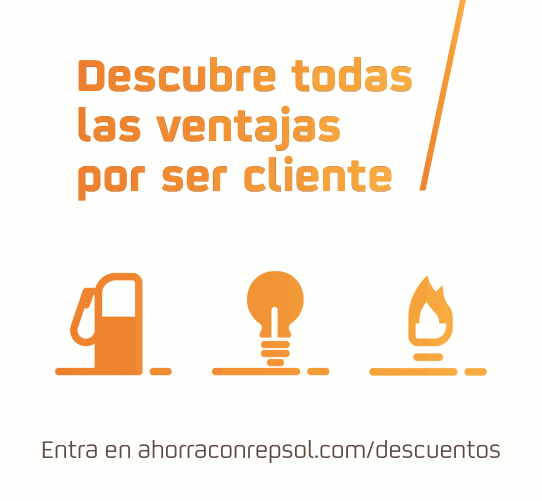 Descubre todas
las ventajas
por ser cliente
Entra en ahorraconrepsol.com/descuentos